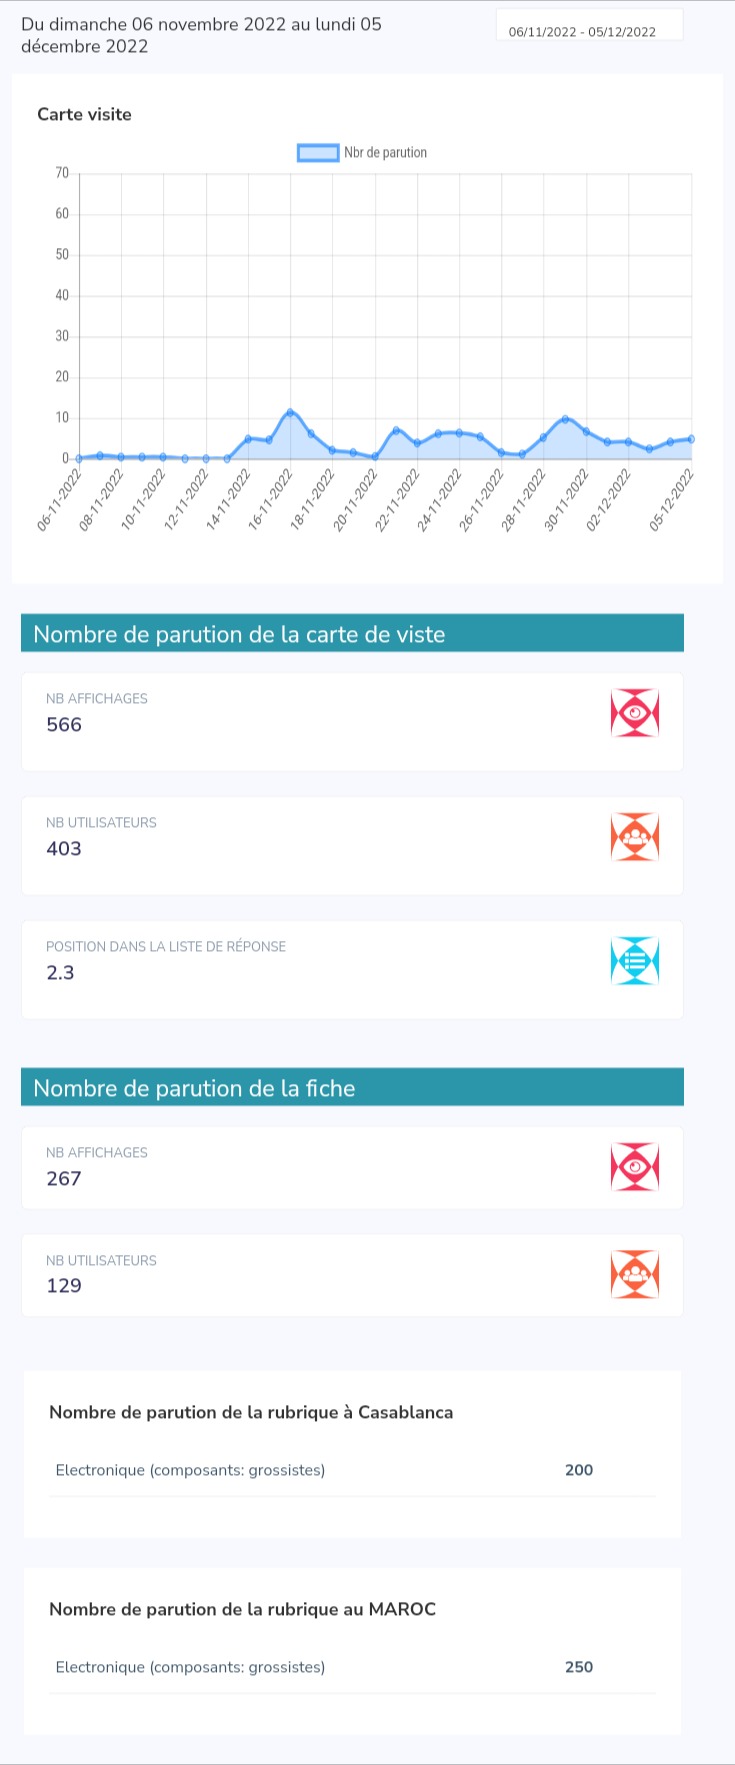 Du dimanche 06 novembre 2022 au lundi 05
décembre 2022
06/11/2022 - 05/12/2022
Carte visite
Nbr de parution
70
60
50
40
30
20
10
0
06-11-2022
08-11-2022
10-11-2022
12-11-2022
14-11-2022
16-11-2022
18-11-2022
20-11-2022
22-11-2022
24-11-2022
26-11-2022
28-11-2022
30-11-2022
02-12-2022
05-12-2022
Nombre de parution de la carte de viste
NB AFFICHAGES
566
NB UTILISATEURS
403
POSITION DANS LA LISTE DE RÉPONSE
2.3
Nombre de parution de la fiche
NB AFFICHAGES
267
NB UTILISATEURS
129
Nombre de parution de la rubrique à Casablanca
Electronique (composants: grossistes) 200
Nombre de parution de la rubrique au MAROC
Electronique (composants: grossistes) 250